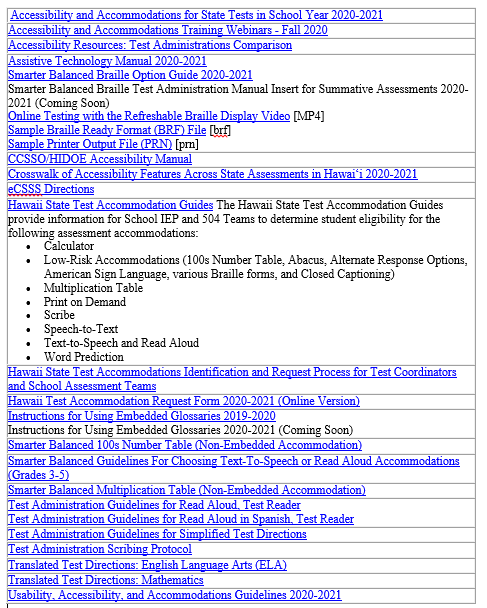 Accessibility and Accommodations for State Tests in School Year 2020-2021
Accessibility and Accommodations Training Webinars - Fall 2020
Accessibility Resources: Test Administrations Comparison
Assistive Technology Manual 2020-2021
Smarter Balanced Braille Option Guide 2020-2021
Smarter Balanced Braille Test Administration Manual Insert for Summative Assessments 2020-
2021 (Coming Soon)
Online Testing with the Refreshable Braille Display Video [MP4]
Sample Braille Ready Format (BRF) File [brf]
Sample Printer Output File (PRN) [prn]
CCSSO/HIDOE Accessibility Manual
Crosswalk of Accessibility Features Across State Assessments in Hawaiʻi 2020-2021
eCSSS Directions
Hawaii State Test Accommodation Guides The Hawaii State Test Accommodation Guides
provide information for School IEP and 504 Teams to determine student eligibility for the
following assessment accommodations:
• Calculator
• Low-Risk Accommodations (100s Number Table, Abacus, Alternate Response Options,
American Sign Language, various Braille forms, and Closed Captioning)
• Multiplication Table
• Print on Demand
• Scribe
• Speech-to-Text
• Text-to-Speech and Read Aloud
• Word Prediction
Hawaii State Test Accommodations Identification and Request Process for Test Coordinators
and School Assessment Teams
Hawaii Test Accommodation Request Form 2020-2021 (Online Version)
Instructions for Using Embedded Glossaries 2019-2020
Instructions for Using Embedded Glossaries 2020-2021 (Coming Soon)
Smarter Balanced 100s Number Table (Non-Embedded Accommodation)
Smarter Balanced Guidelines For Choosing Text-To-Speech or Read Aloud Accommodations
(Grades 3-5)
Smarter Balanced Multiplication Table (Non-Embedded Accommodation)
Test Administration Guidelines for Read Aloud, Test Reader
Test Administration Guidelines for Read Aloud in Spanish, Test Reader
Test Administration Guidelines for Simplified Test Directions
Test Administration Scribing Protocol
Translated Test Directions: English Language Arts (ELA)
Translated Test Directions: Mathematics
Usability, Accessibility, and Accommodations Guidelines 2020-2021